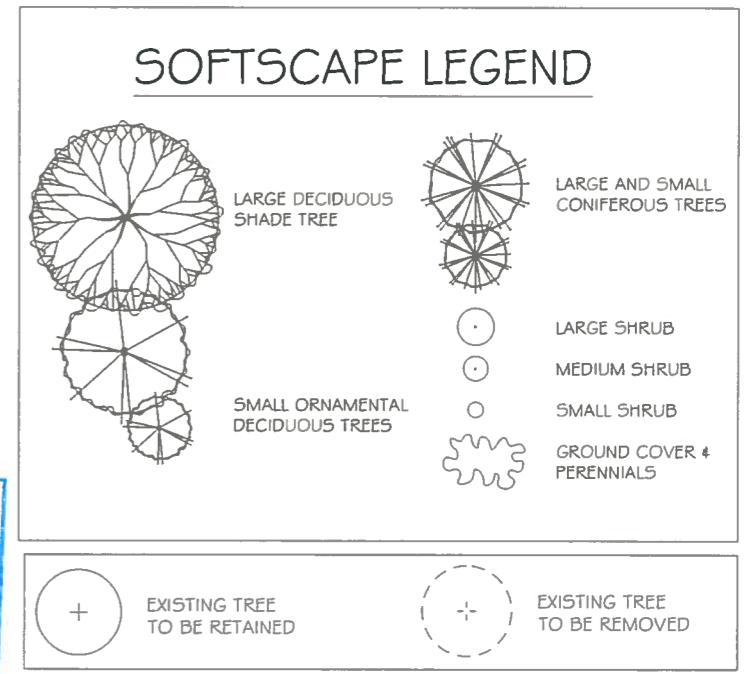 SOFTSCAPE LEGEND
LARGE DECIDUOUS
SHADE TREE
SMALL ORNAMENTAL
DECIDUOUS TREES
LARGE AND SMALL
CONIFEROUS TREES
LARGE SHRUB
MEDIUM SHRUB
SMALL SHRUB
GROUND COVER &
PERENNIALS
EXISTING TREE
TO BE RETAINED
EXISTING TREE
TO BE REMOVED